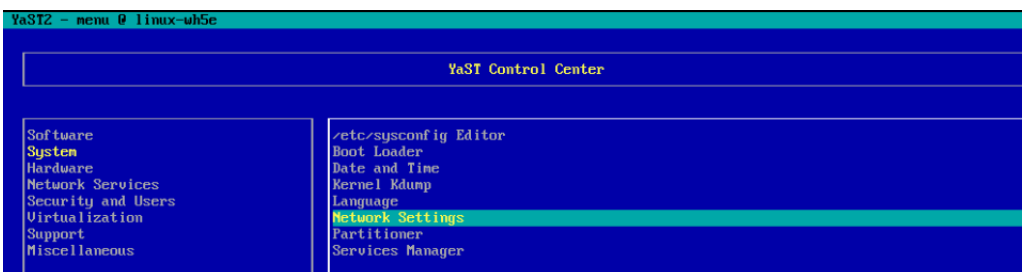 YaST2 - menu @ linux-wh5e
YaST Control Center
Software
System
Hardware
Network Services
Security and Users
Virtualization
Support
Miscellaneous
/etc/sysconfig Editor
Boot Loader
Date and Time
Kernel Kdump
Language
Network Settings
Partitioner
Services Manager